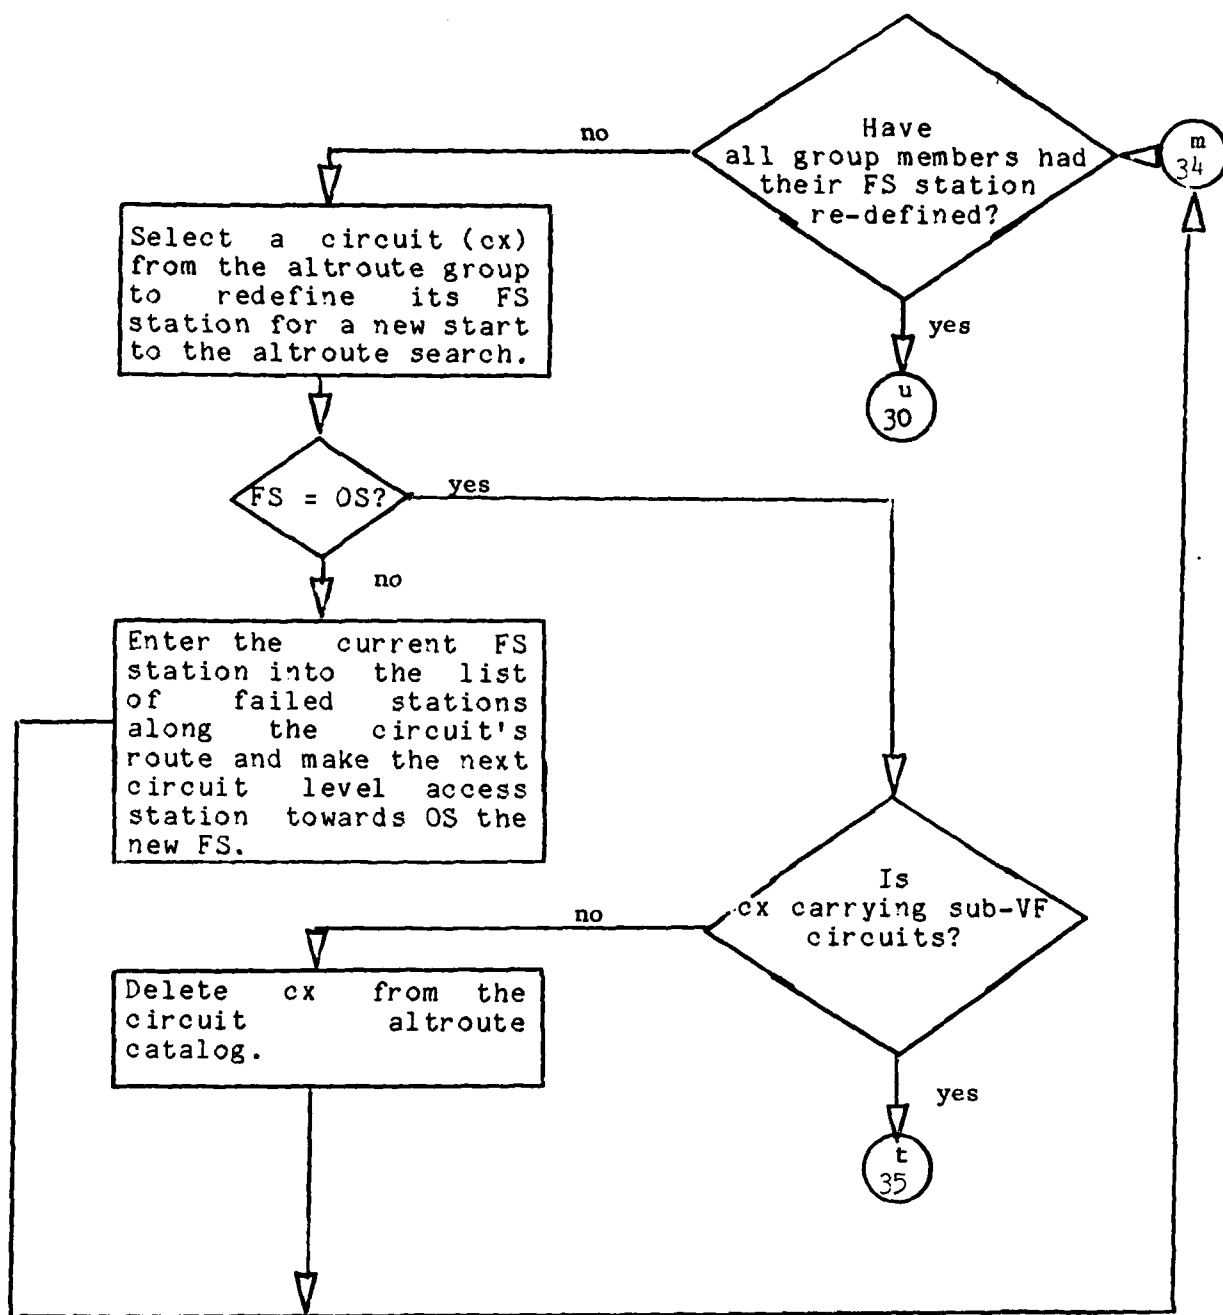 Have
all group members had
their FS station
re-defined?
no
m
34
Select a circuit (cx)
from the altroute group
to redefine its FS
station for a new start
to the altroute search.
yes
u
30
FS = OS?
yes
no
Enter the current FS
station into the list
of failed stations
along the circuit's
route and make the next
circuit level access
station towards OS the
new FS.
Is
cx carrying sub-VF
circuits?
no
Delete cx from the
circuit altroute
catalog.
yes
t
35